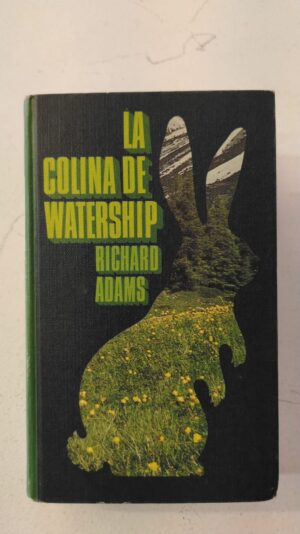 LA
COLINA DE
WATERSHIP
RICHARD
ADAMS